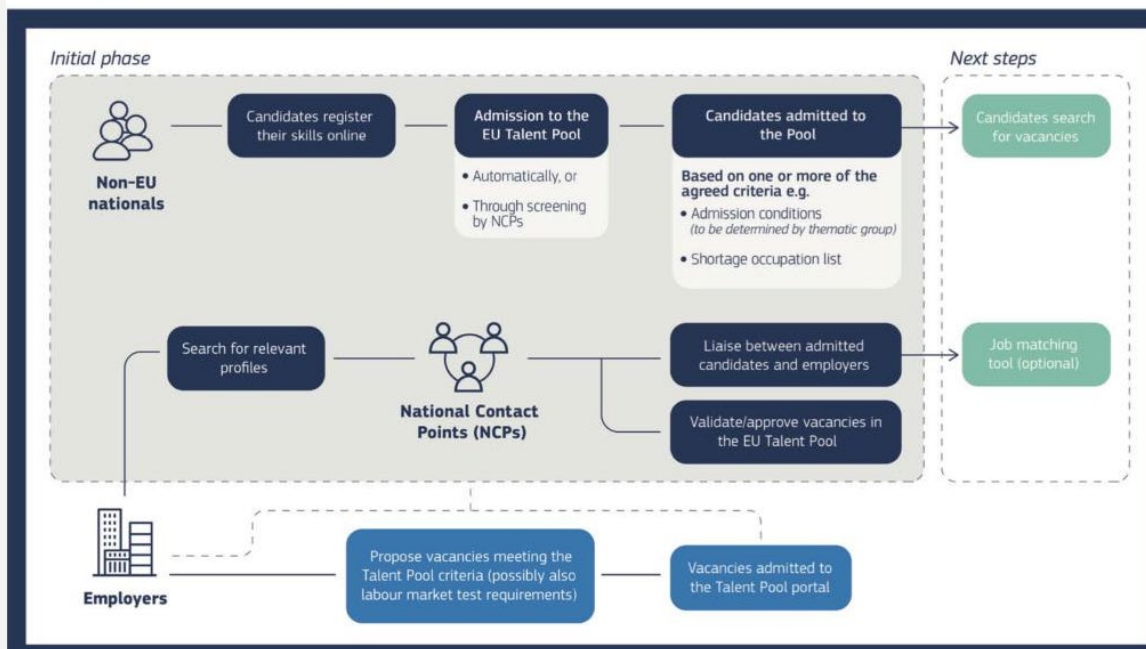 Initial phase
Next steps
Non-EU
nationals
Candidates register
their skills online
Admission to the
EU Talent Pool
• Automatically, or
• Through screening
by NCPs
Candidates admitted to
the Pool
Based on one or more of the
agreed criteria e.g.
• Admission conditions
(to be determined by thematic group)
• Shortage occupation list
Candidates search
for vacancies
Search for relevant
profiles
National Contact
Points (NCPs)
Liaise between admitted
candidates and employers
Validate/approve vacancies in
the EU Talent Pool
Job matching
tool (optional)
Employers
Propose vacancies meeting the
Talent Pool criteria (possibly also
labour market test requirements)
Vacancies admitted to
the Talent Pool portal